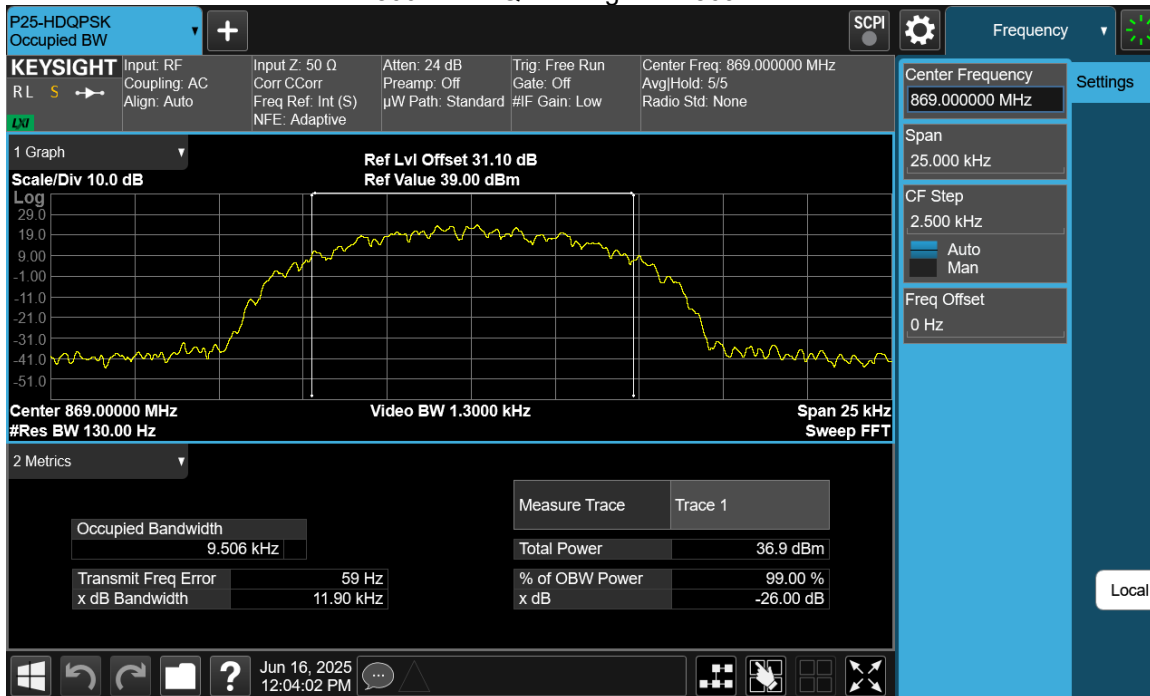 P25-HDQPSK
Occupied BW
SCPI
Frequency
KEYSIGHT
R L S
LXI
Input: RF
Coupling: AC
Align: Auto
Input Z: 50 Ω
Corr CCorr
Freq Ref: Int (S)
NFE: Adaptive
Atten: 24 dB
Preamp: Off
µW Path: Standard
Trig: Free Run
Gate: Off
#IF Gain: Low
Center Freq: 869.000000 MHz
Avg|Hold: 5/5
Radio Std: None
Center Frequency
869.000000 MHz
Settings
Span
25.000 kHz
CF Step
2.500 kHz
Auto
Man
Freq Offset
0 Hz
Local
1 Graph
Ref Lvl Offset 31.10 dB
Scale/Div 10.0 dB
Ref Value 39.00 dBm
Log
29.0
19.0
9.00
-1.00
-11.0
-21.0
-31.0
-41.0
-51.0
Center 869.00000 MHz
Video BW 1.3000 kHz
Span 25 kHz
#Res BW 130.00 Hz
Sweep FFT
2 Metrics
Measure Trace
Trace 1
Occupied Bandwidth
9.506 kHz
Total Power
36.9 dBm
Transmit Freq Error
59 Hz
% of OBW Power
99.00 %
x dB Bandwidth
11.90 kHz
x dB
-26.00 dB
?
Jun 16, 2025
12:04:02 PM